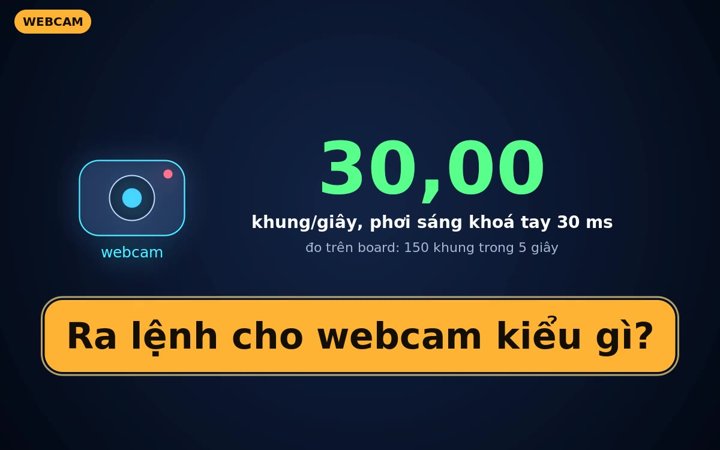 WEBCAM
30,00
khung/giây, phơi sáng khoá tay 30 ms
đo trên board: 150 khung trong 5 giây
webcam
Ra lệnh cho webcam kiểu gì?